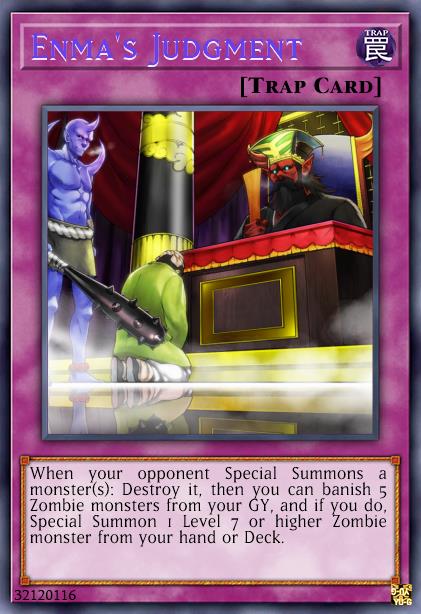 Enma's Judgment
TRAP
罠
[Trap Card]
When your opponent Special Summons a
monster(s): Destroy it, then you can banish 5
Zombie monsters from your GY, and if you do,
Special Summon 1 Level 7 or higher Zombie
monster from your hand or Deck.
32120116